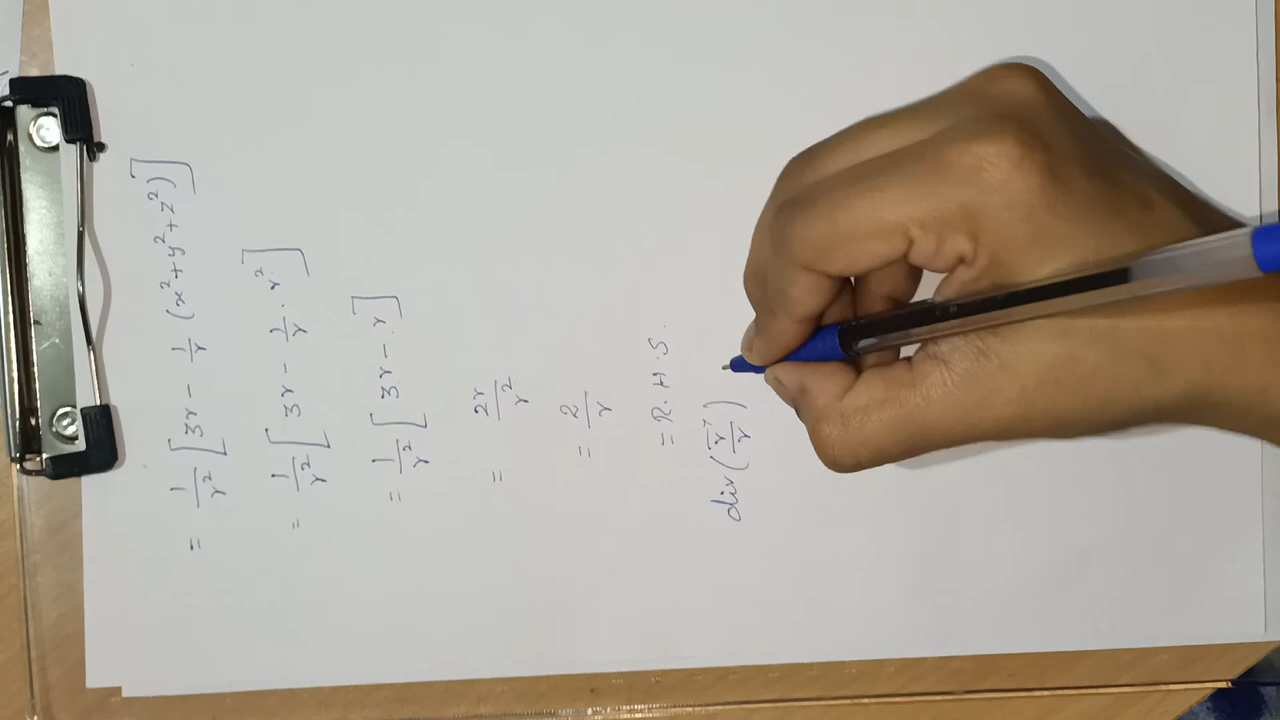 = 1/r² [3r - 1/r (x²+y²+z²)]
= 1/r² [3r - 1/r . r²]
= 1/r² [3r - r]
= 2r/r²
= 2/r
= R.H.S.
div (r⃗/r)